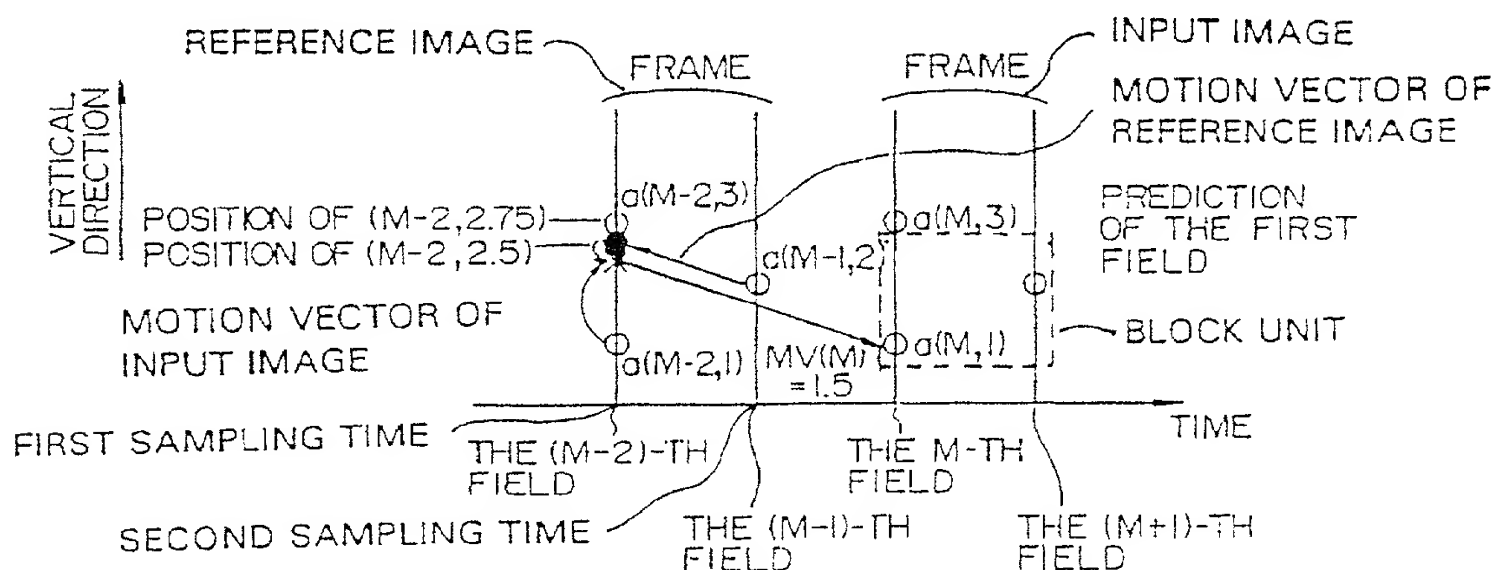 REFERENCE IMAGE
INPUT IMAGE
FRAME
FRAME
MOTION VECTOR OF
REFERENCE IMAGE
VERTICAL
DIRECTION
a(M-2,3)
POSITION OF (M-2,2.75)
POSITION OF (M-2,2.5)
a(M-1,2)
a(M,3)
PREDICTION
OF THE FIRST
FIELD
MOTION VECTOR OF
INPUT IMAGE
a(M-2,1)
MV(M)
=1.5
a(M,1)
BLOCK UNIT
TIME
FIRST SAMPLING TIME
THE (M-2)-TH
FIELD
THE M-TH
FIELD
SECOND SAMPLING TIME
THE (M-1)-TH
FIELD
THE (M+1)-TH
FIELD